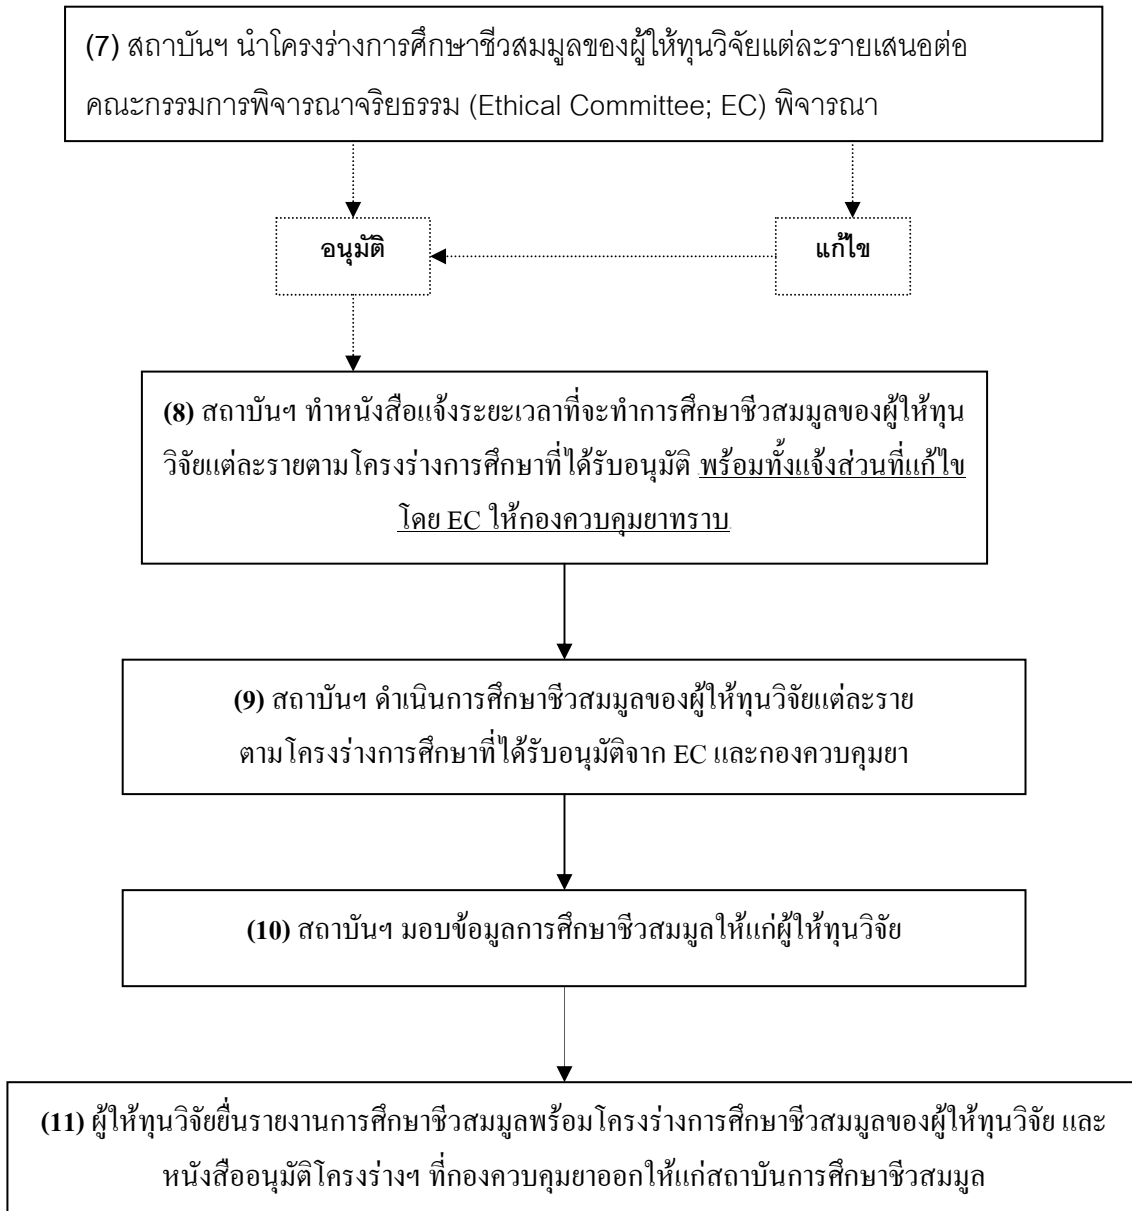 (7) สถาบันฯ นำโครงร่างการศึกษาชีวสมมูลของผู้ให้ทุนวิจัยแต่ละรายเสนอต่อ
คณะกรรมการพิจารณาจริยธรรม (Ethical Committee; EC) พิจารณา
อนุมัติ
แก้ไข
(8) สถาบันฯ ทำหนังสือแจ้งระยะเวลาที่จะทำการศึกษาชีวสมมูลของผู้ให้ทุน
วิจัยแต่ละรายตามโครงร่างการศึกษาที่ได้รับอนุมัติ พร้อมทั้งแจ้งส่วนที่แก้ไข
โดย EC ให้กองควบคุมยาทราบ
(9) สถาบันฯ ดำเนินการศึกษาชีวสมมูลของผู้ให้ทุนวิจัยแต่ละราย
ตามโครงร่างการศึกษาที่ได้รับอนุมัติจาก EC และกองควบคุมยา
(10) สถาบันฯ มอบข้อมูลการศึกษาชีวสมมูลให้แก่ผู้ให้ทุนวิจัย
(11) ผู้ให้ทุนวิจัยยื่นรายงานการศึกษาชีวสมมูลพร้อมโครงร่างการศึกษาชีวสมมูลของผู้ให้ทุนวิจัย และ
หนังสืออนุมัติโครงร่างฯ ที่กองควบคุมยาออกให้แก่สถาบันการศึกษาชีวสมมูล